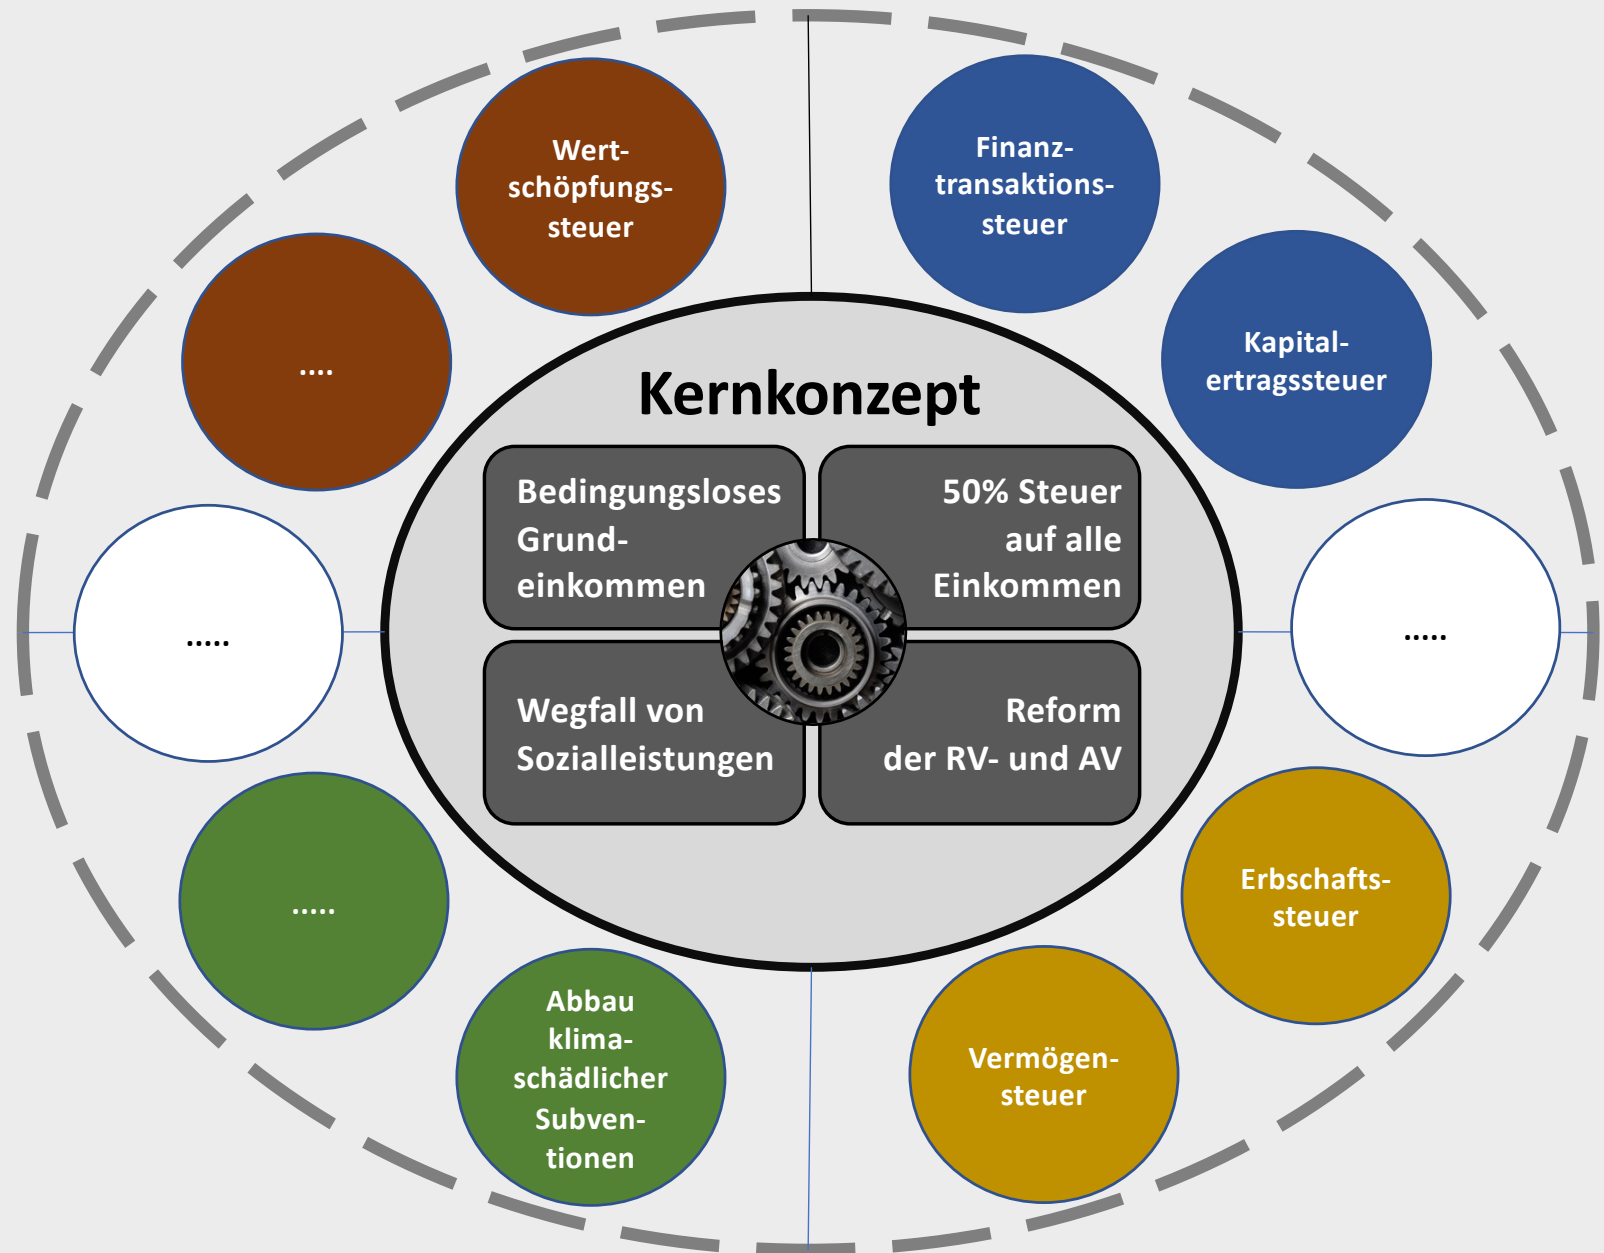 Wert-
schöpfungs-
steuer
Finanz-
transaktions-
steuer
....
Kapital-
ertragssteuer
Kernkonzept
Bedingungsloses
Grund-
einkommen
50% Steuer
auf alle
Einkommen
.....
.....
Wegfall von
Sozialleistungen
Reform
der RV- und AV
.....
Erbschafts-
steuer
Abbau
klima-
schädlicher
Subven-
tionen
Vermögen-
steuer